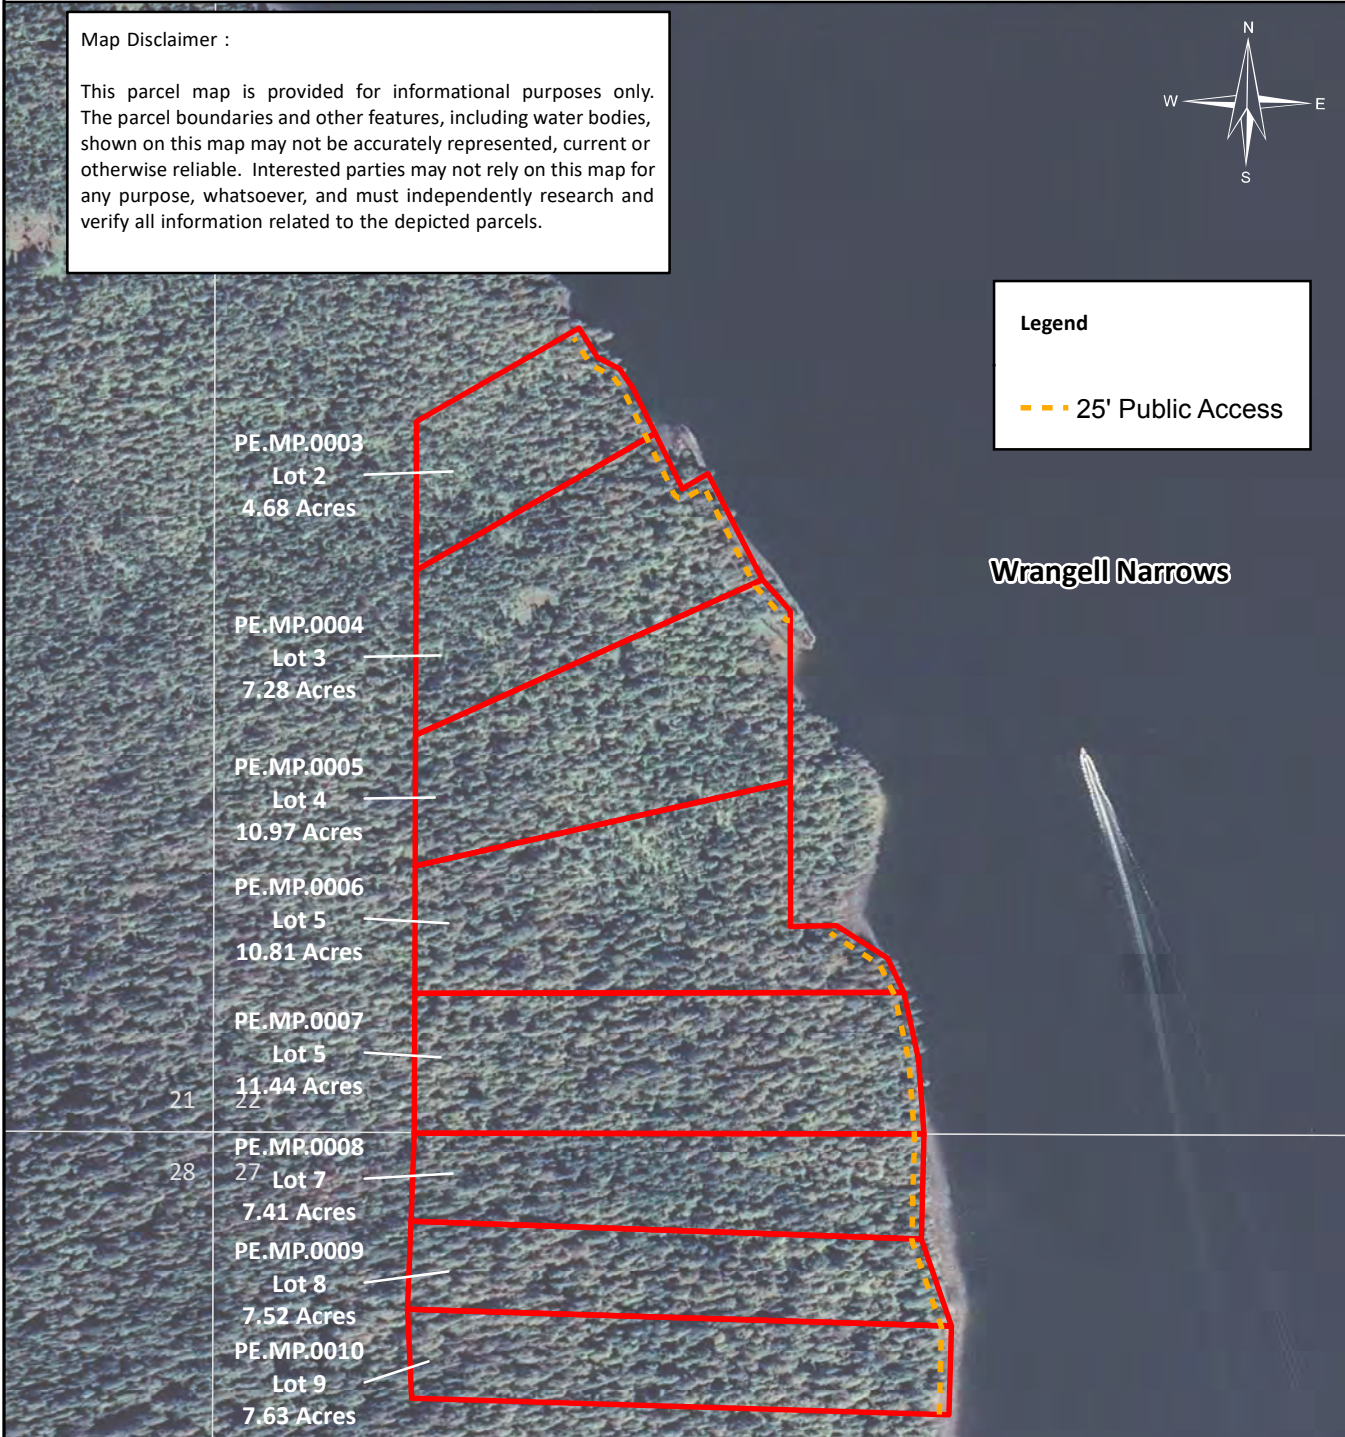 Map Disclaimer :
This parcel map is provided for informational purposes only.
The parcel boundaries and other features, including water bodies,
shown on this map may not be accurately represented, current or
otherwise reliable. Interested parties may not rely on this map for
any purpose, whatsoever, and must independently research and
verify all information related to the depicted parcels.
N
W
E
S
Legend
25' Public Access
PE.MP.0003
Lot 2
4.68 Acres
Wrangell Narrows
PE.MP.0004
Lot 3
7.28 Acres
PE.MP.0005
Lot 4
10.97 Acres
PE.MP.0006
Lot 5
10.81 Acres
PE.MP.0007
Lot 5
11.44 Acres
21 22
28 27
PE.MP.0008
Lot 7
7.41 Acres
PE.MP.0009
Lot 8
7.52 Acres
PE.MP.0010
Lot 9
7.63 Acres